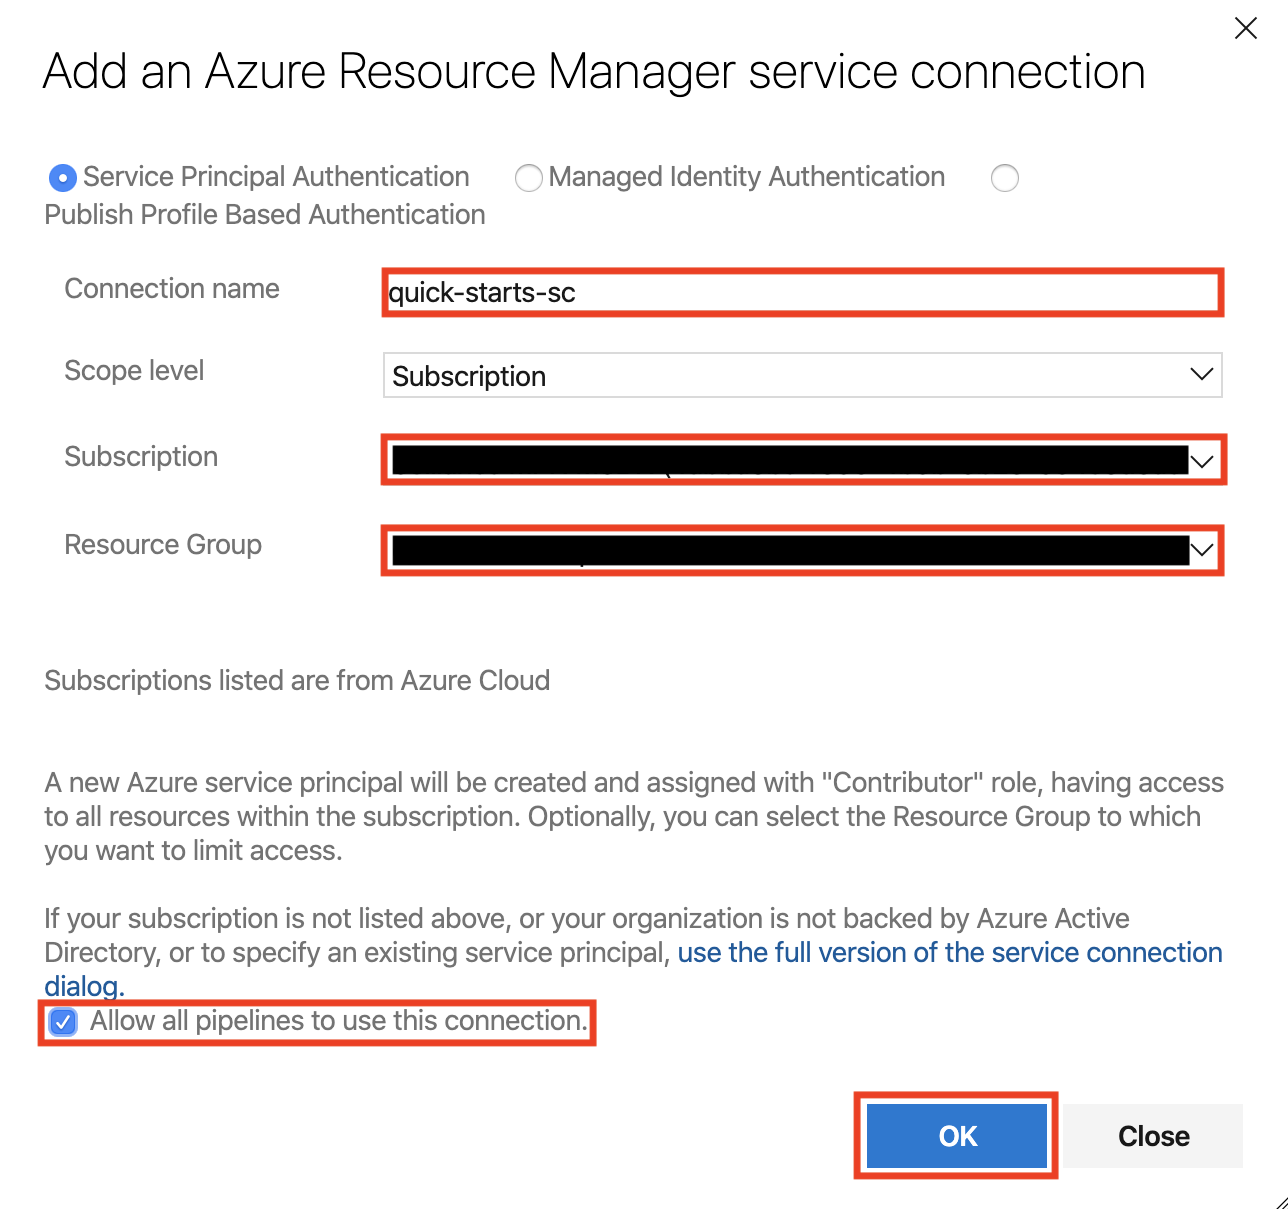 Add an Azure Resource Manager service connection
Service Principal Authentication Managed Identity Authentication
Publish Profile Based Authentication
Connection name quick-starts-sc
Scope level Subscription
Subscription
Resource Group
Subscriptions listed are from Azure Cloud
A new Azure service principal will be created and assigned with "Contributor" role, having access
to all resources within the subscription. Optionally, you can select the Resource Group to which
you want to limit access.
If your subscription is not listed above, or your organization is not backed by Azure Active
Directory, or to specify an existing service principal, use the full version of the service connection
dialog.
Allow all pipelines to use this connection.
OK Close